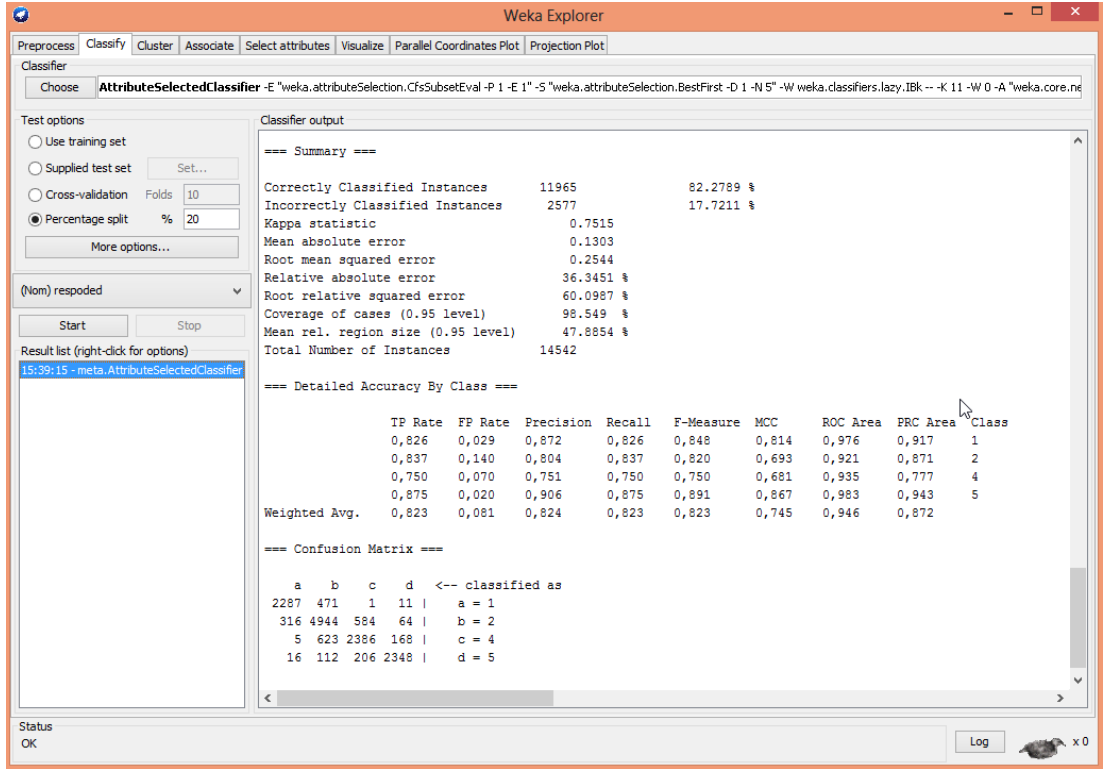 Weka Explorer
Preprocess Classify Cluster Associate Select attributes Visualize Parallel Coordinates Plot Projection Plot
Classifier
Choose AttributeSelectedClassifier -E "weka.attributeSelection.CfsSubsetEval -P 1 -E 1" -S "weka.attributeSelection.BestFirst -D 1 -N 5" -W weka.classifiers.lazy.IBk -- -K 11 -W 0 -A "weka.core.ne
Test options
Use training set
Supplied test set Set...
Cross-validation Folds 10
Percentage split % 20
More options...
(Nom) respoded
Start Stop
Result list (right-click for options)
15:39:15 - meta.AttributeSelectedClassifier
Classifier output
=== Summary ===
Correctly Classified Instances 11965 82.2789 %
Incorrectly Classified Instances 2577 17.7211 %
Kappa statistic 0.7515
Mean absolute error 0.1303
Root mean squared error 0.2544
Relative absolute error 36.3451 %
Root relative squared error 60.0987 %
Coverage of cases (0.95 level) 98.549 %
Mean rel. region size (0.95 level) 47.8854 %
Total Number of Instances 14542
=== Detailed Accuracy By Class ===
TP Rate FP Rate Precision Recall F-Measure MCC ROC Area PRC Area Class
0,826 0,029 0,872 0,826 0,848 0,814 0,976 0,917 1
0,837 0,140 0,804 0,837 0,820 0,693 0,921 0,871 2
0,750 0,070 0,751 0,750 0,750 0,681 0,935 0,777 4
0,875 0,020 0,906 0,875 0,891 0,867 0,983 0,943 5
Weighted Avg. 0,823 0,081 0,824 0,823 0,823 0,745 0,946 0,872
=== Confusion Matrix ===
a b c d <-- classified as
2287 471 1 11 | a = 1
316 4944 584 64 | b = 2
5 623 2386 168 | c = 4
16 112 206 2348 | d = 5
Status
OK
Log x 0